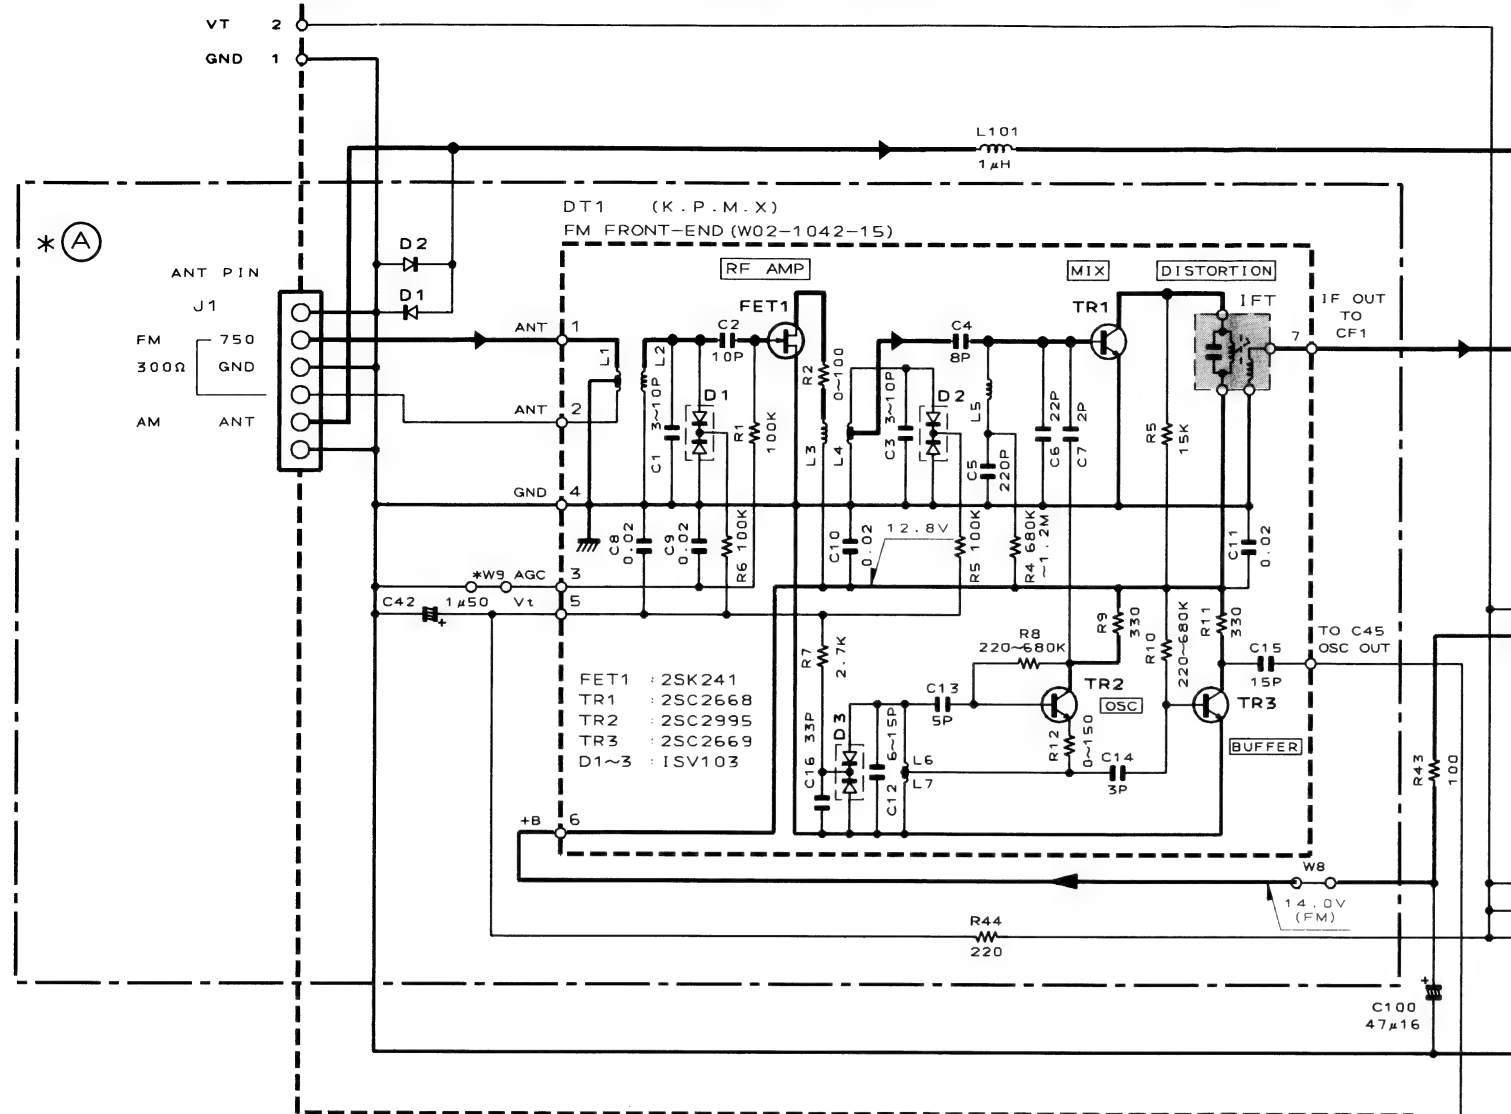 VT 2
GND 1
L101
1µH
DT1 (K.P.M.X)
FM FRONT-END (W02-1042-15)
* A
D2
ANT PIN
J1
D1
FM 750
300Ω GND
AM ANT
RF AMP
MIX
DISTORTION
IFT
IF OUT
TO
CF1
FET1
TR1
ANT 1
ANT 2
GND 4
7
L1
L2
C2
10P
C1 3~10P
D1
R1
100K
R2
0~100
L3
L4
C4
8P
C3 3~10P
D2
L5
C5
220P
C6 22P
C7 2P
R5
15K
C8
0.02
C9
0.02
R6 100K
C10
0.02
12.8V
R5 100K
R4 680K
~1.2M
C11
0.02
*W9 AGC 3
C42 1µ50 Vt 5
+
R7
2.7K
R8
220~680K
R9
330
R10
220~680K
R11
330
TO C45
OSC OUT
C15
15P
FET1 : 2SK241
TR1 : 2SC2668
TR2 : 2SC2995
TR3 : 2SC2669
D1~3 : ISV103
C13
5P
TR2
OSC
TR3
BUFFER
C16 33P
D3
C12 6~15P
L6
L7
R12
0~150
C14
3P
R43
100
+B 6
W8
14.0V
(FM)
R44
220
+
C100
47µ16